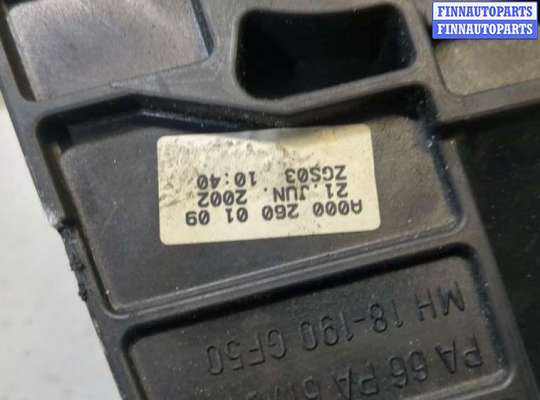 FINNAUTOPARTS
FINNAUTOPARTS
A000 260 01 09
21. JUN. 2002
ZGS03 10:40
PA 66 PA
MH 18-190 GF50